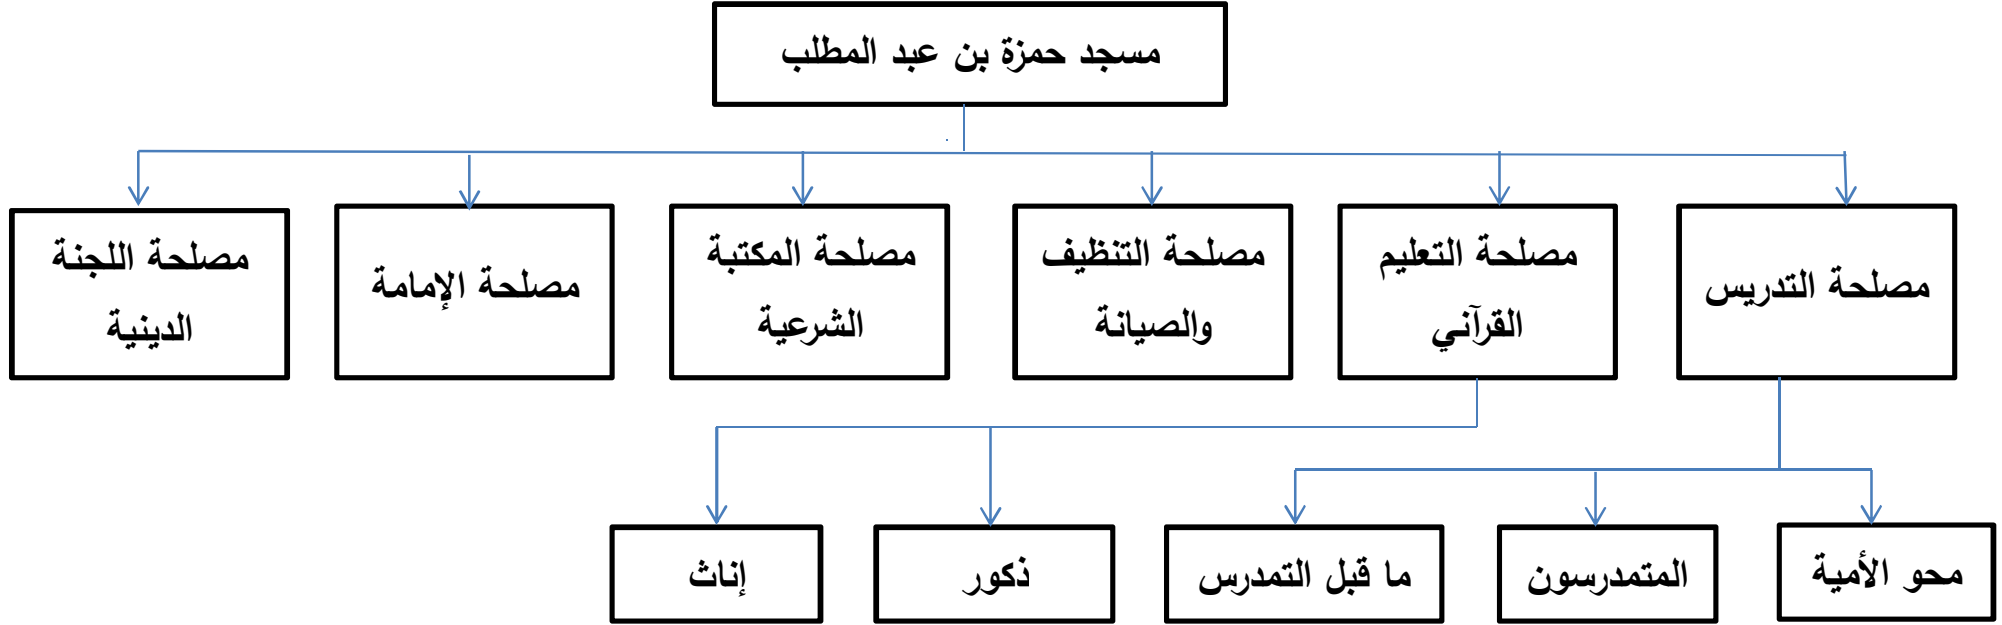 مسجد حمزة بن عبد المطلب
مصلحة التدريس
مصلحة التعليم
القرآني
مصلحة التنظيف
والصيانة
مصلحة المكتبة
الشرعية
مصلحة الإمامة
مصلحة اللجنة
الدينية
محو الأمية
المتمدرسون
ما قبل التمدرس
ذكور
إناث